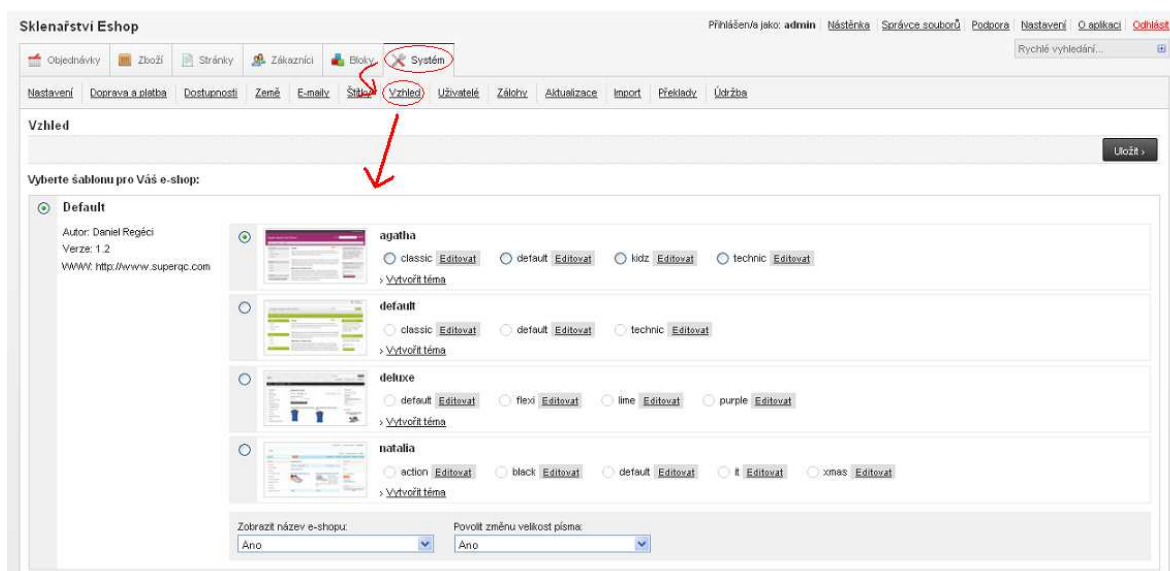 Sklenařství Eshop
Přihlášen/a jako: admin Nástěnka Správce souborů Podpora Nastavení O aplikaci Odhlásit
Objednávky Zboží Stránky Zákazníci Bloky Systém
Rychlé vyhledání...
Nastavení Doprava a platba Dostupnosti Země E-maily Štítky Vzhled Uživatelé Zálohy Aktualizace Import Překlady Údržba
Vzhled
Uložit ›
Vyberte šablonu pro Váš e-shop:
Default
Autor: Daniel Regéci
Verze: 1.2
WWW: http://www.superqc.com
agatha
classic Editovat default Editovat kidz Editovat technic Editovat
› Vytvořit téma
default
classic Editovat default Editovat technic Editovat
› Vytvořit téma
deluxe
default Editovat flexi Editovat lime Editovat purple Editovat
› Vytvořit téma
natalia
action Editovat black Editovat default Editovat it Editovat xmas Editovat
› Vytvořit téma
Zobrazit název e-shopu: Povolit změnu velikost písma:
Ano Ano